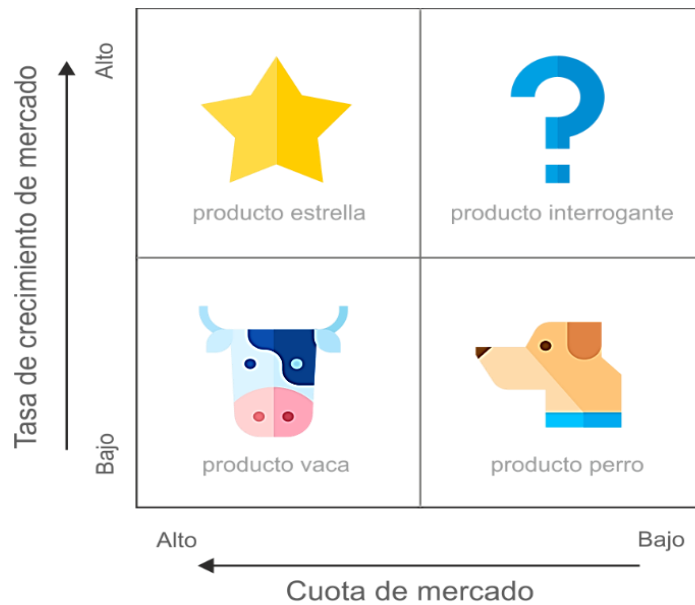 Tasa de crecimiento de mercado
Alto
Bajo
producto estrella
producto interrogante
producto vaca
producto perro
Alto
Bajo
Cuota de mercado